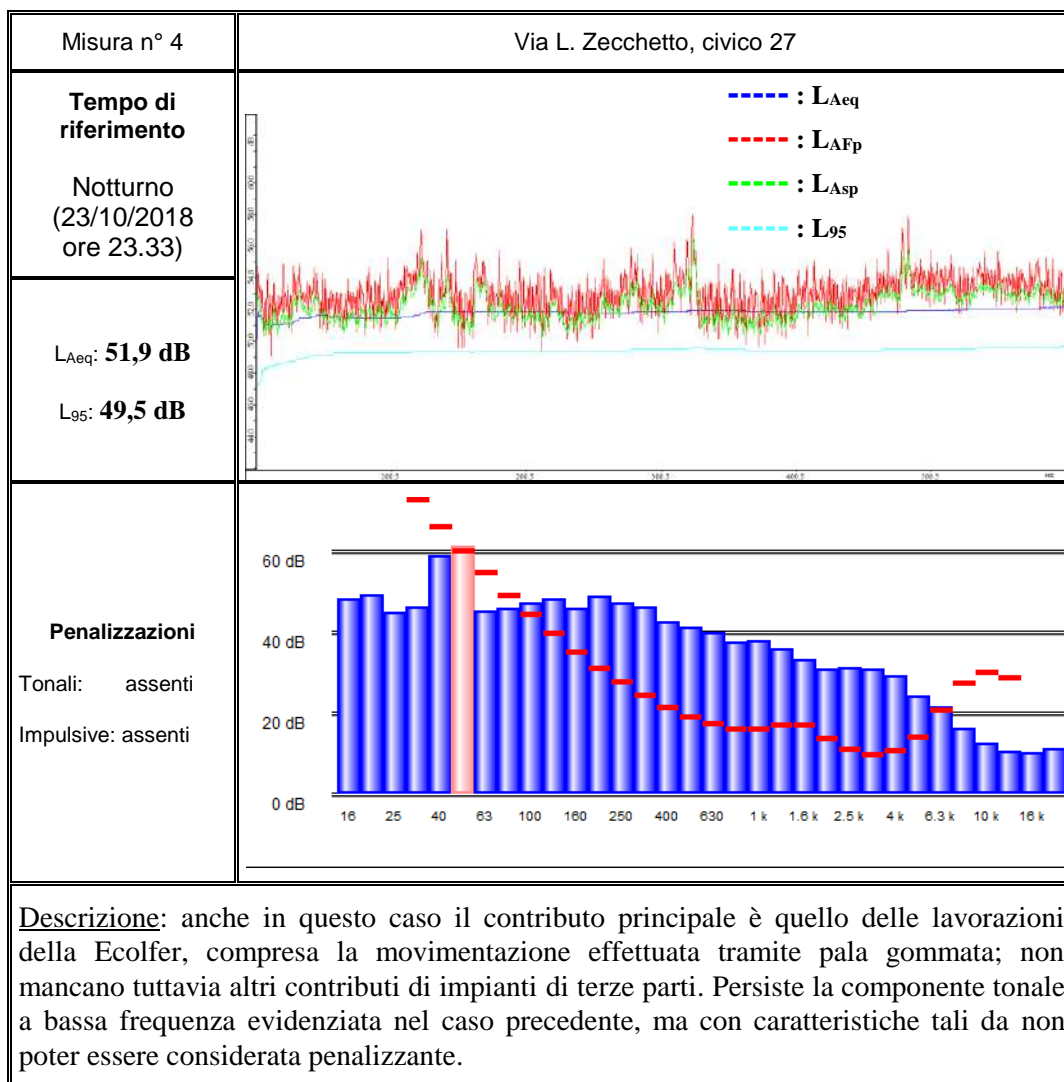 Misura n° 4
Via L. Zecchetto, civico 27
Tempo di
riferimento
Notturno
(23/10/2018
ore 23.33)
: LAeq
: LAFp
: LAsp
: L95
LAeq: 51,9 dB
L95: 49,5 dB
Penalizzazioni
Tonali: assenti
Impulsive: assenti
60 dB
40 dB
20 dB
0 dB
16 25 40 63 100 160 250 400 630 1 k 1.6 k 2.5 k 4 k 6.3 k 10 k 16 k
Descrizione: anche in questo caso il contributo principale è quello delle lavorazioni
della Ecolfer, compresa la movimentazione effettuata tramite pala gommata; non
mancano tuttavia altri contributi di impianti di terze parti. Persiste la componente tonale
a bassa frequenza evidenziata nel caso precedente, ma con caratteristiche tali da non
poter essere considerata penalizzante.